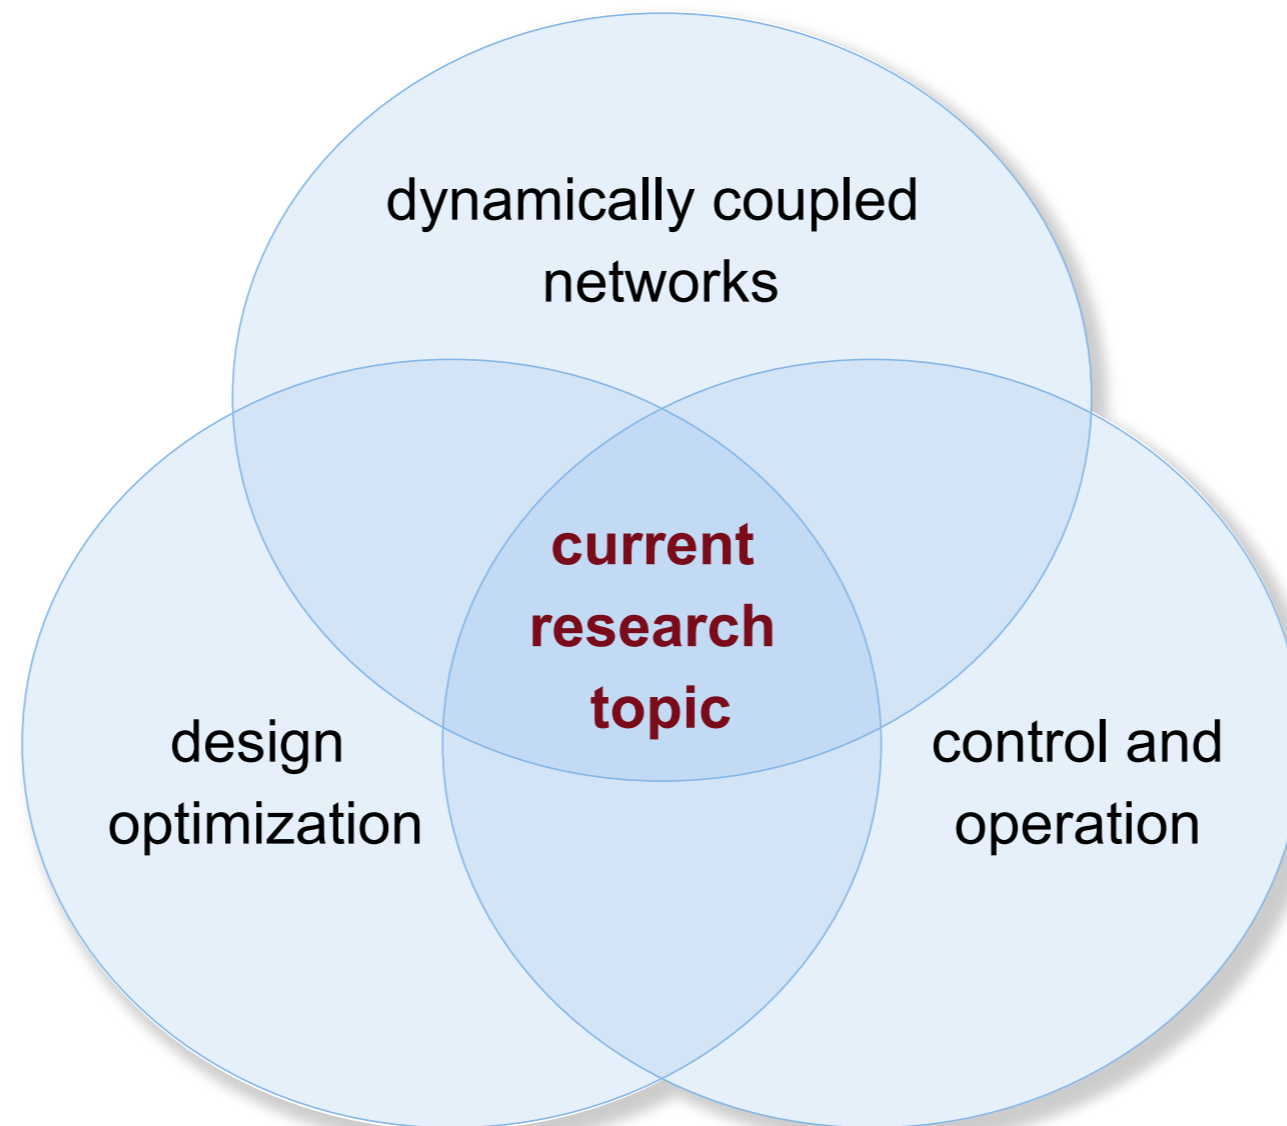 dynamically coupled
networks
current
research
topic
design
optimization
control and
operation